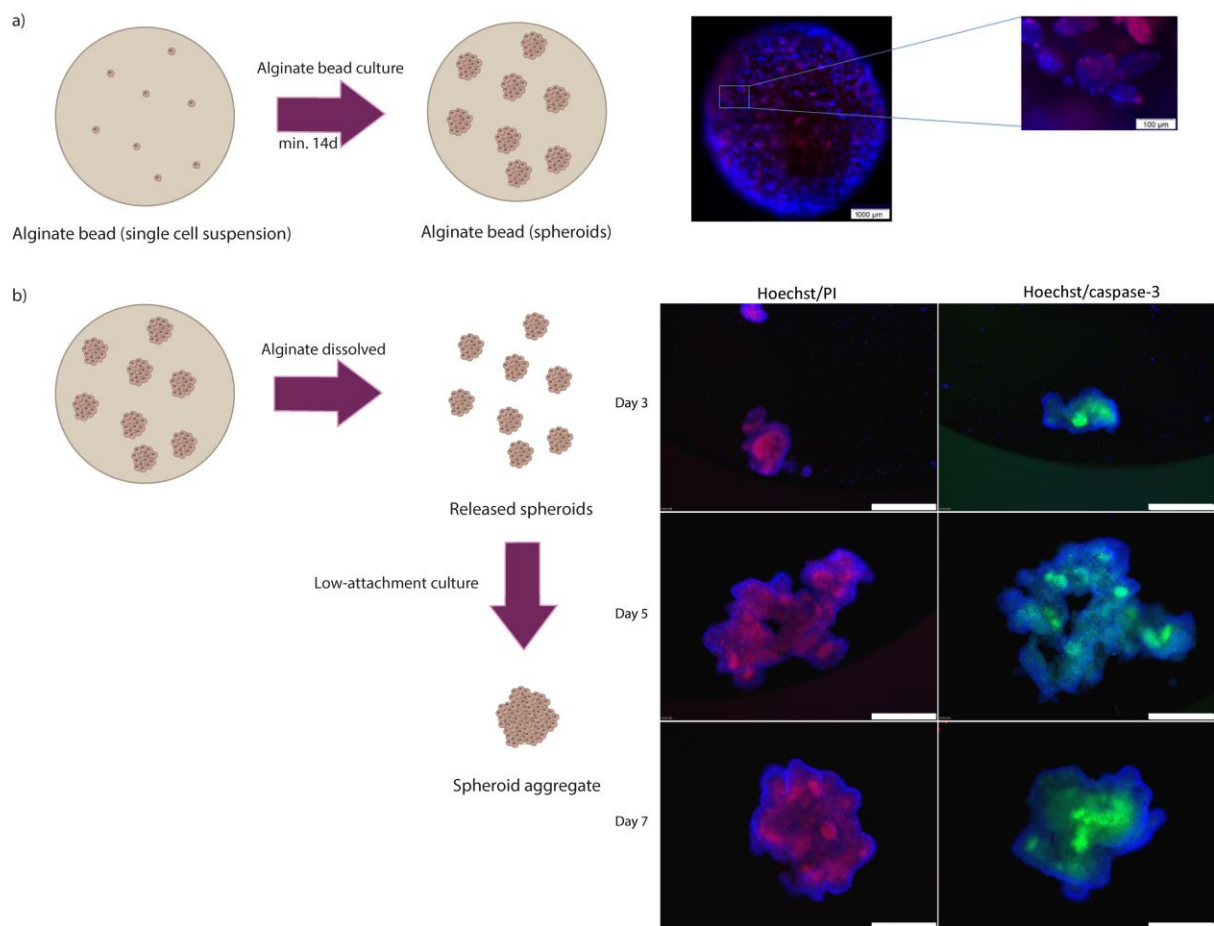 a)
Alginate bead culture
min. 14d
Alginate bead (single cell suspension)
Alginate bead (spheroids)
1000 µm
100 µm
b)
Alginate dissolved
Released spheroids
Low-attachment culture
Spheroid aggregate
Hoechst/PI
Hoechst/caspase-3
Day 3
Day 5
Day 7